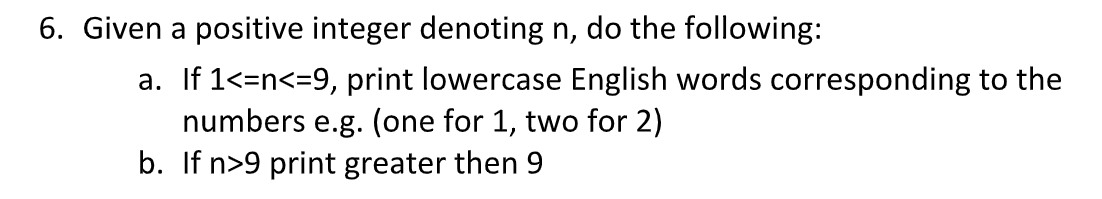 6. Given a positive integer denoting n, do the following:
a. If 1<=n<=9, print lowercase English words corresponding to the
numbers e.g. (one for 1, two for 2)
b. If n>9 print greater then 9